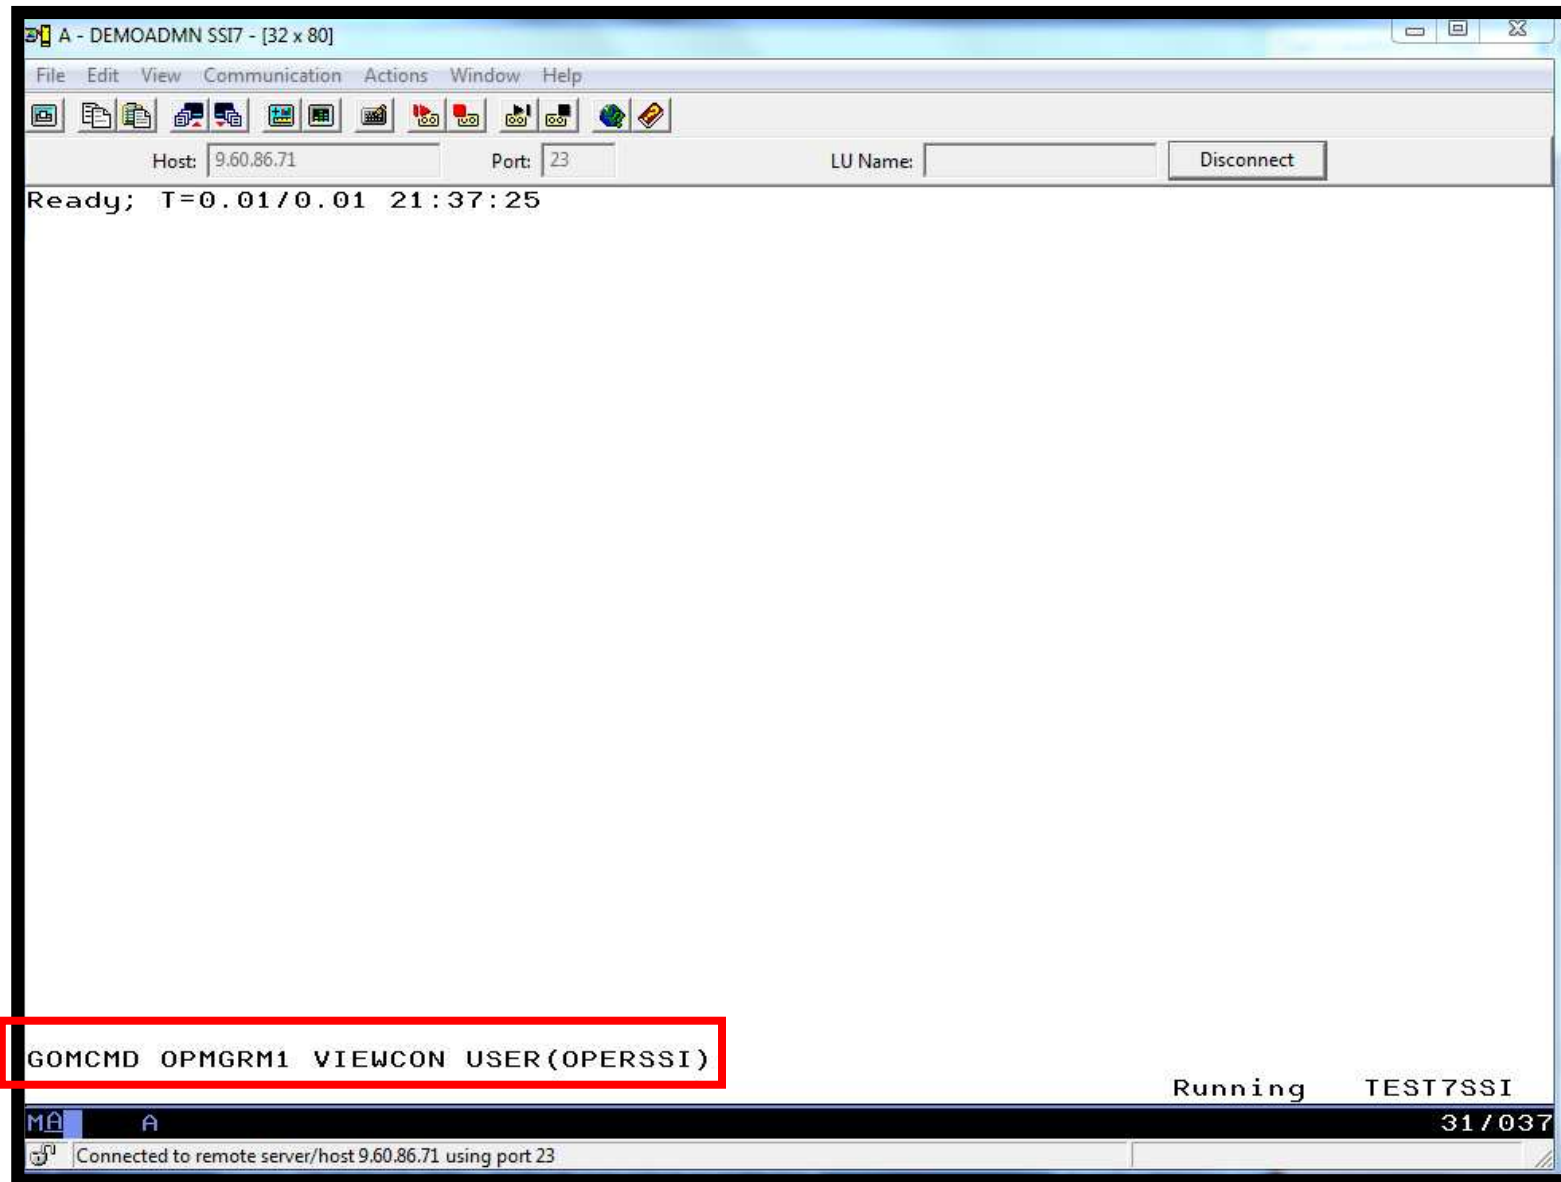 A - DEMOADMN SSI7 - [32 x 80]
File Edit View Communication Actions Window Help
Host: 9.60.86.71 Port: 23 LU Name: Disconnect
Ready; T=0.01/0.01 21:37:25
GOMCMD OPMGRM1 VIEWCON USER(OPERSSI)
Running TEST7SSI
MA A 31/037
Connected to remote server/host 9.60.86.71 using port 23